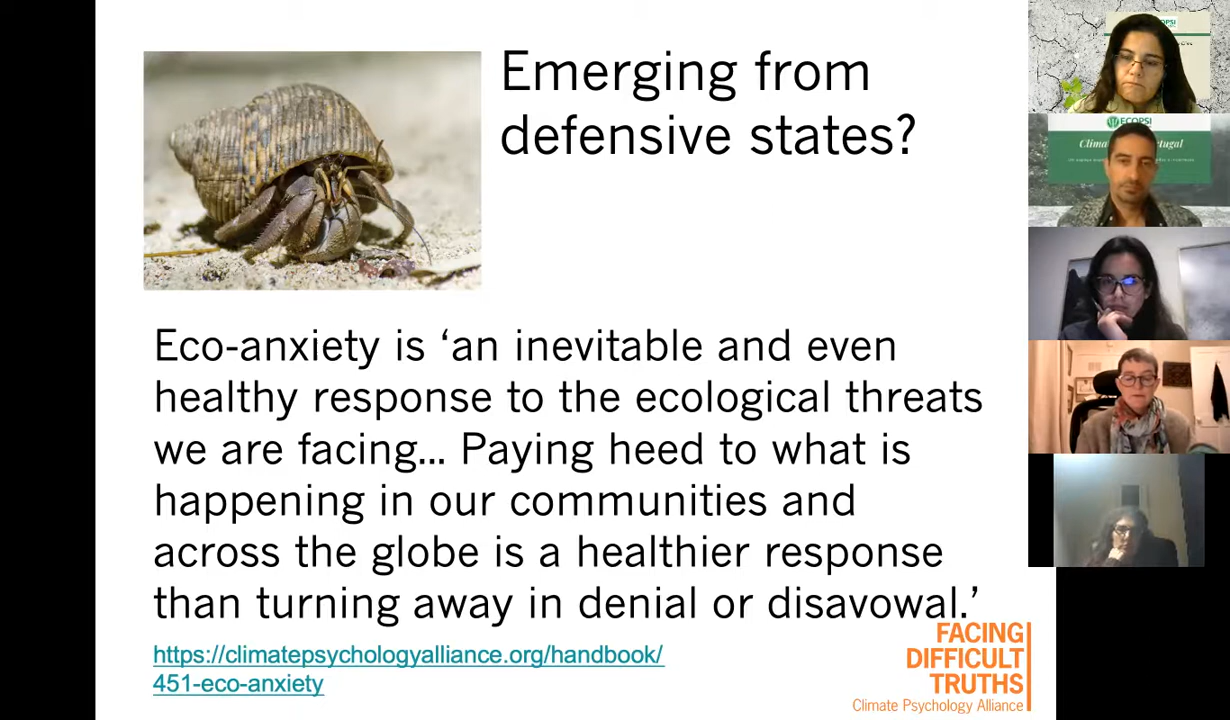 Emerging from
defensive states?
Eco-anxiety is ‘an inevitable and even
healthy response to the ecological threats
we are facing... Paying heed to what is
happening in our communities and
across the globe is a healthier response
than turning away in denial or disavowal.’
https://climatepsychologyalliance.org/handbook/
451-eco-anxiety
FACING
DIFFICULT
TRUTHS
Climate Psychology Alliance
ECOPSI